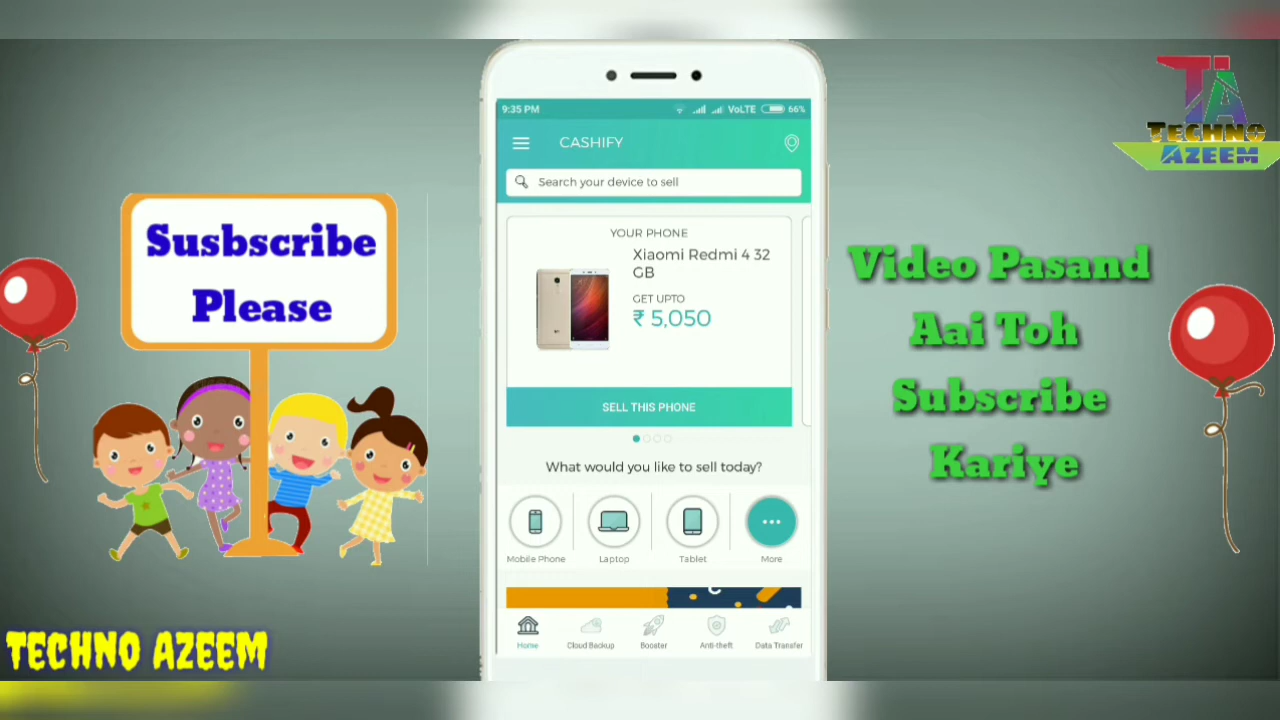 Susbscribe
Please
TECHNO AZEEM
9:35 PM
VoLTE
66%
CASHIFY
Search your device to sell
YOUR PHONE
Xiaomi Redmi 4 32
GB
GET UPTO
₹ 5,050
SELL THIS PHONE
What would you like to sell today?
Mobile Phone
Laptop
Tablet
More
Home
Cloud Backup
Booster
Anti-theft
Data Transfer
TA
TECHNO
AZEEM
Video Pasand
Aai Toh
Subscribe
Kariye